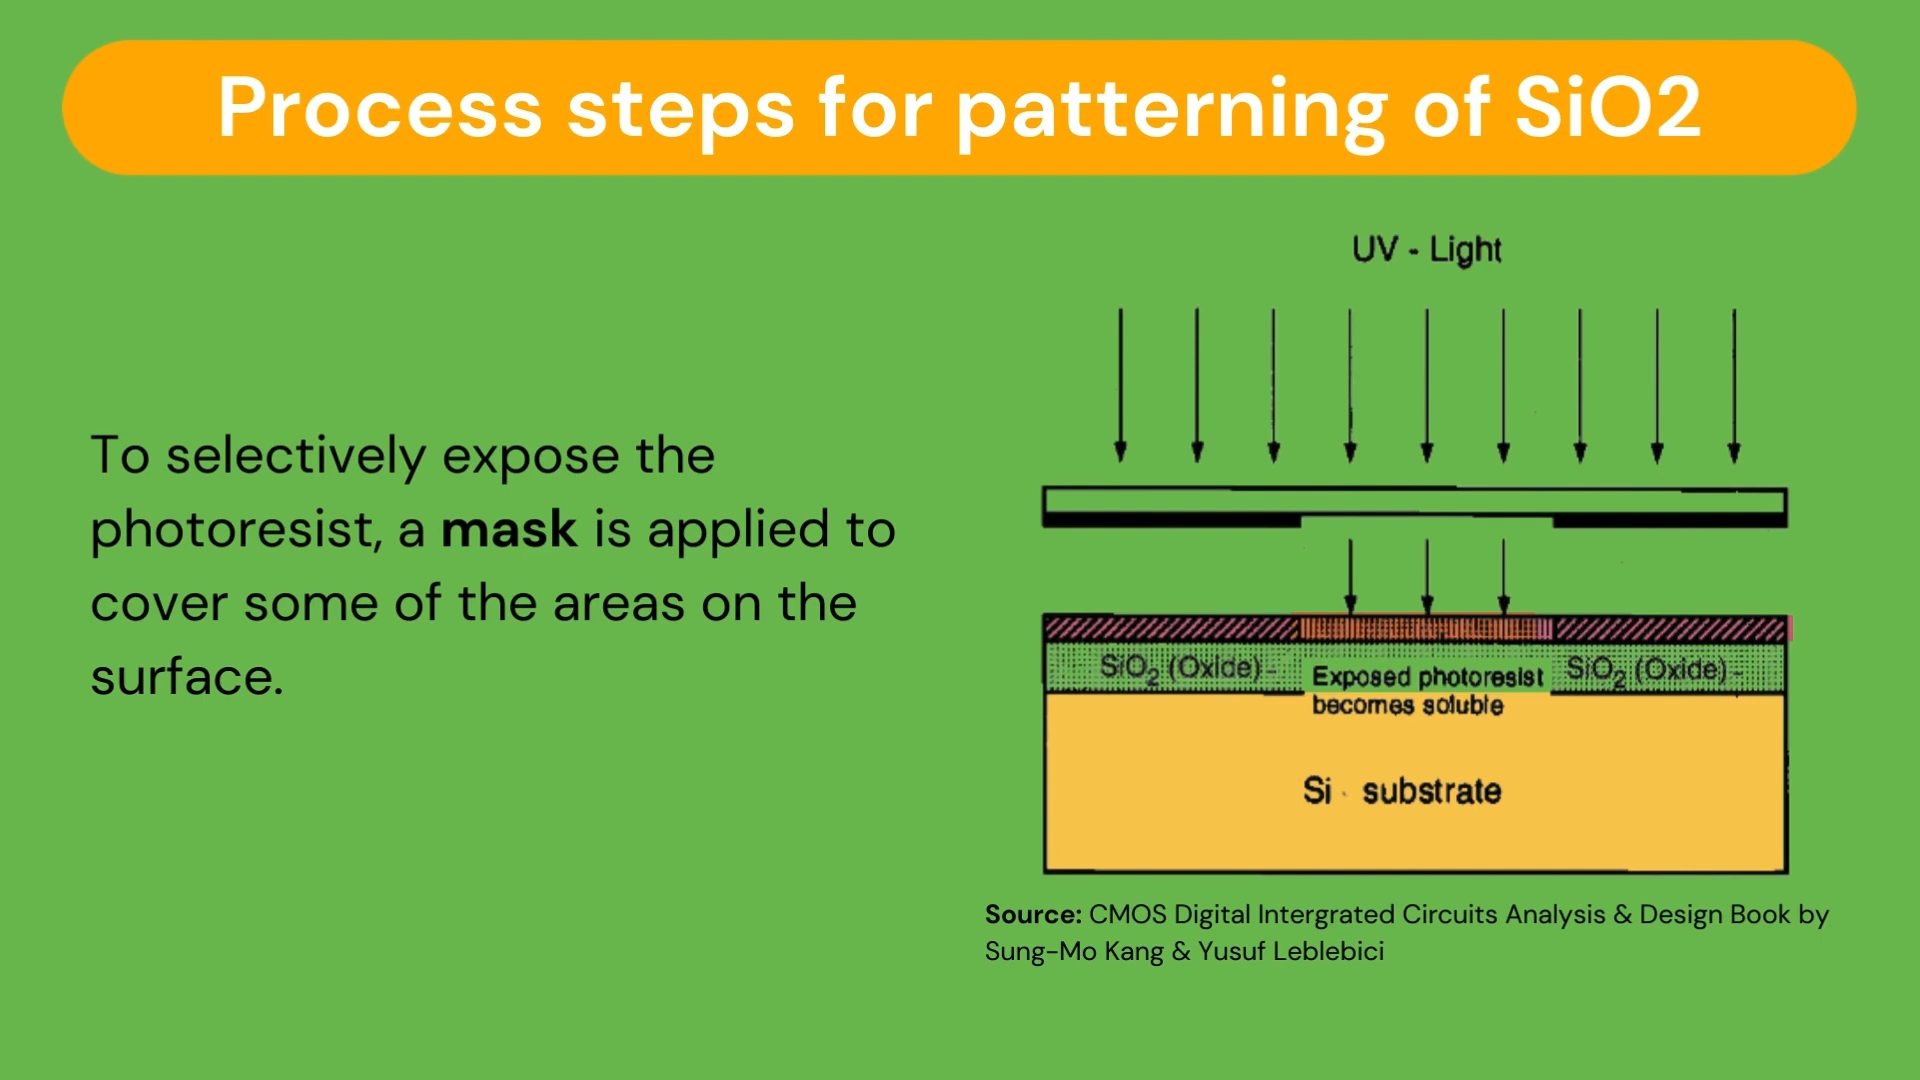 Process steps for patterning of SiO2
UV - Light
To selectively expose the
photoresist, a mask is applied to
cover some of the areas on the
surface.
SiO₂ (Oxide) -
Exposed photoresist
becomes soluble
SiO₂ (Oxide) -
Si - substrate
Source: CMOS Digital Intergrated Circuits Analysis & Design Book by
Sung-Mo Kang & Yusuf Leblebici